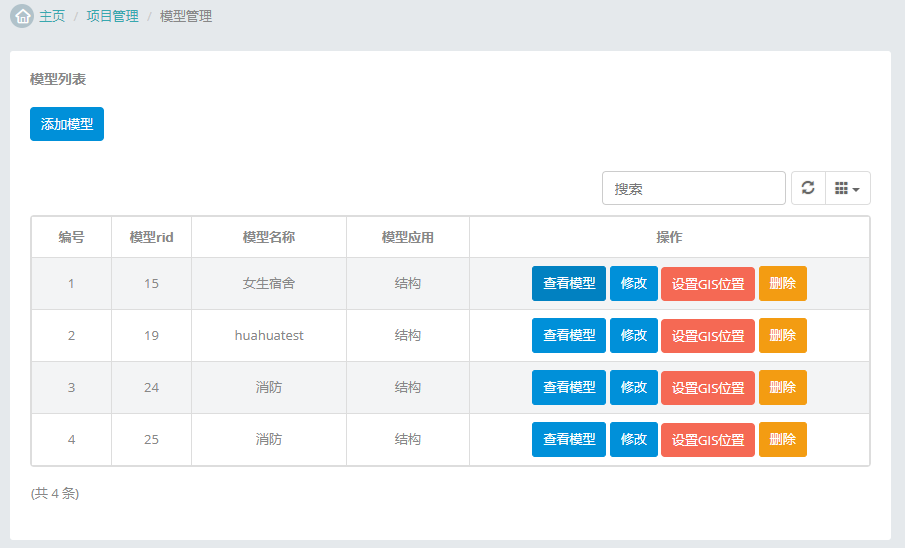 主页 / 项目管理 / 模型管理
模型列表
添加模型
搜索
编号 模型rid 模型名称 模型应用 操作
1 15 女生宿舍 结构 查看模型 修改 设置GIS位置 删除
2 19 huahuatest 结构 查看模型 修改 设置GIS位置 删除
3 24 消防 结构 查看模型 修改 设置GIS位置 删除
4 25 消防 结构 查看模型 修改 设置GIS位置 删除
(共 4 条)